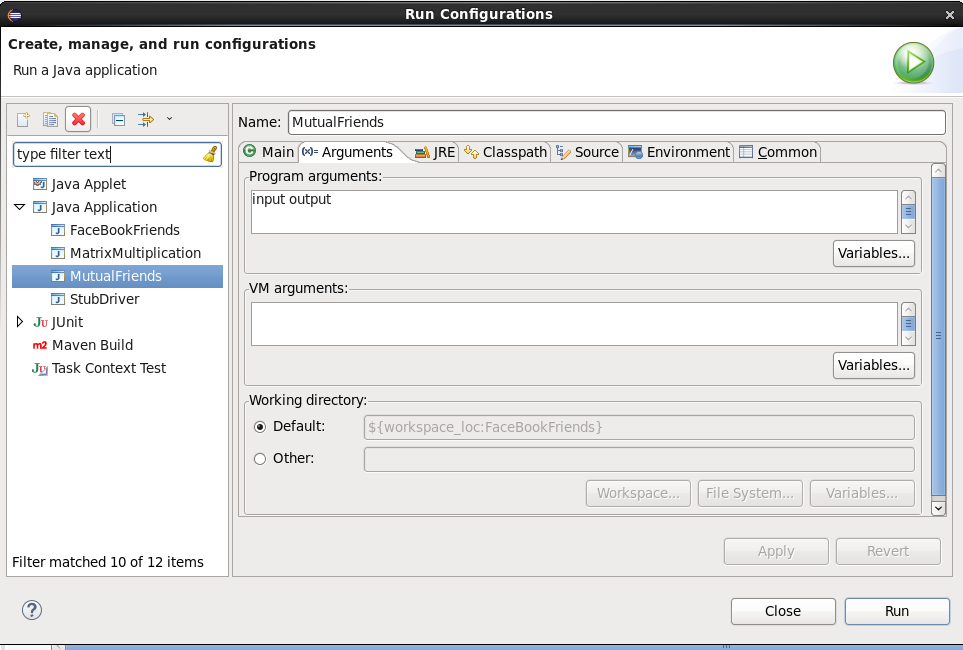 Run Configurations
Create, manage, and run configurations
Run a Java application
type filter text
Java Applet
Java Application
FaceBookFriends
MatrixMultiplication
MutualFriends
StubDriver
JUnit
Maven Build
Task Context Test
Filter matched 10 of 12 items
Name: MutualFriends
Main (x)= Arguments JRE Classpath Source Environment Common
Program arguments:
input output
Variables...
VM arguments:
Variables...
Working directory:
Default: ${workspace_loc:FaceBookFriends}
Other:
Workspace... File System... Variables...
Apply Revert
? Close Run